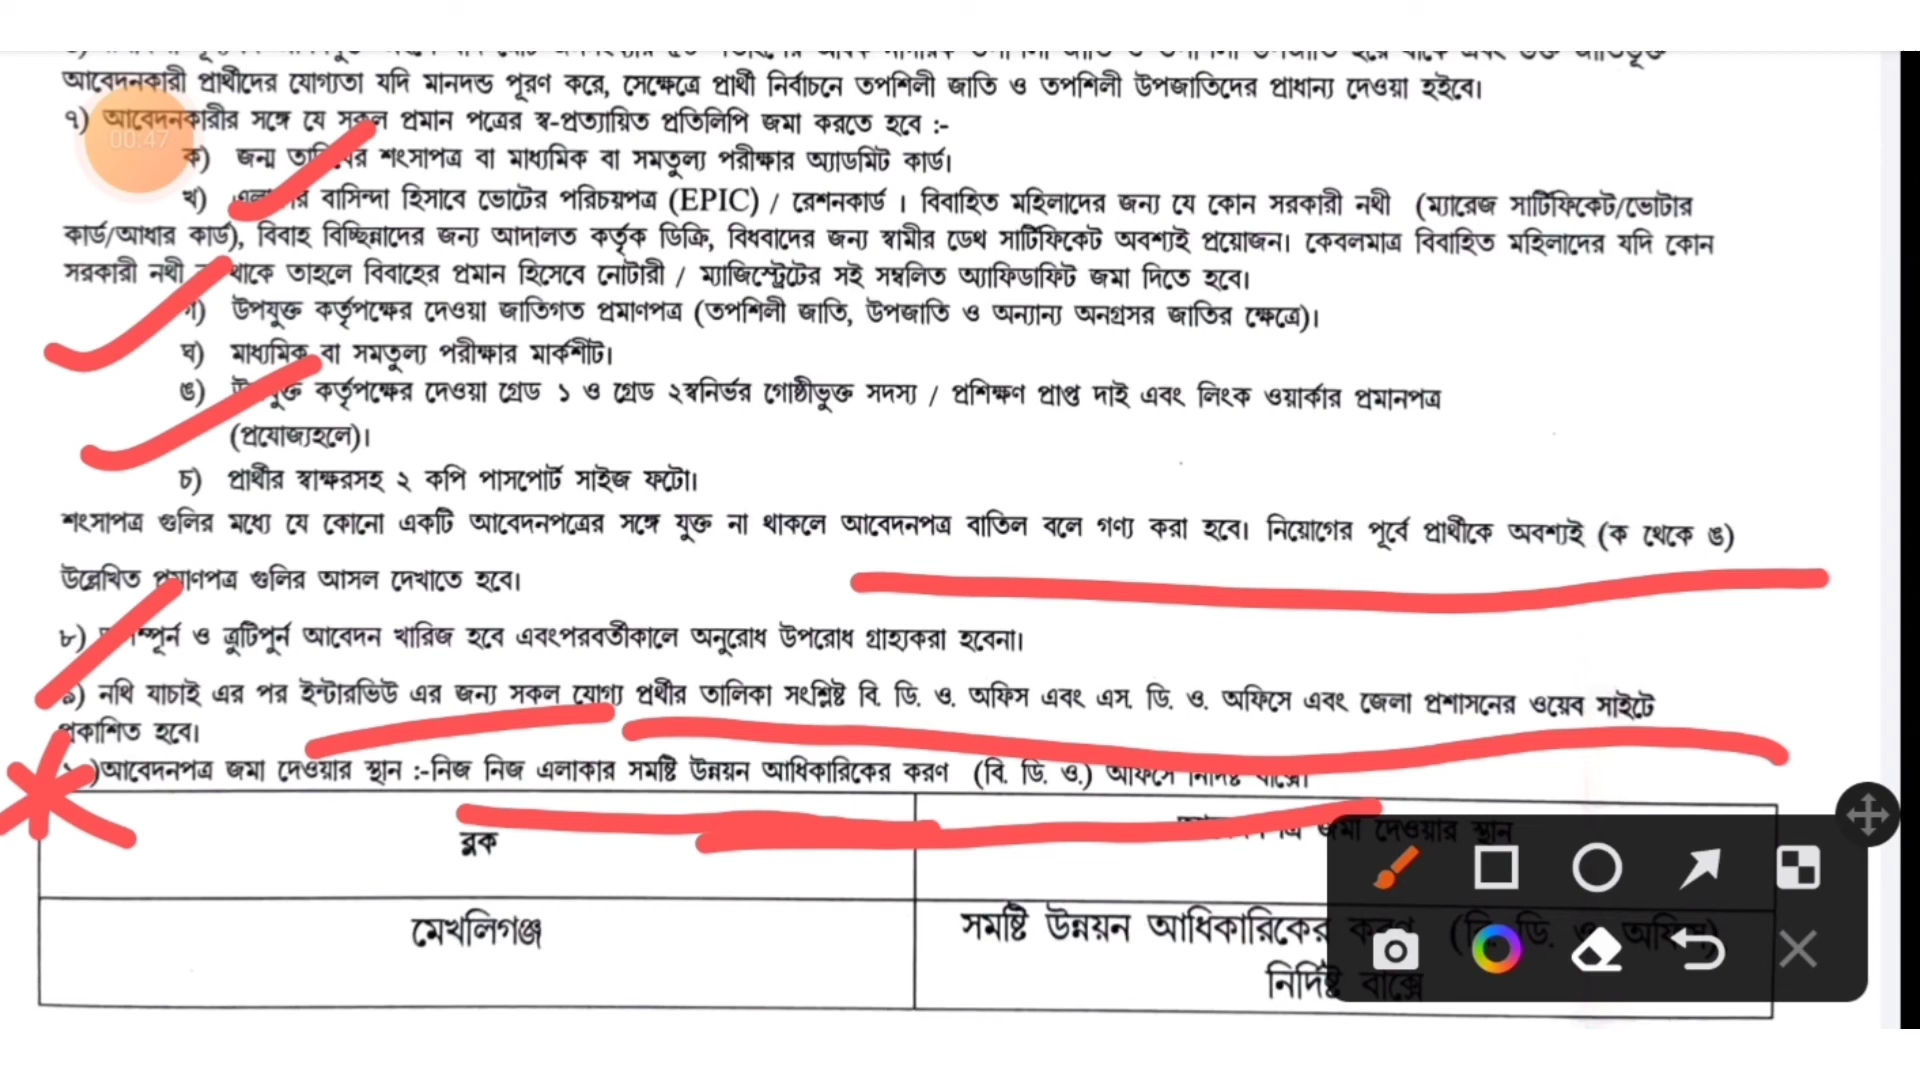 আবেদনকারী প্রার্থীদের যোগ্যতা যদি মানদন্ড পূরণ করে, সেক্ষেত্রে প্রার্থী নির্বাচনে তপশিলী জাতি ও তপশিলী উপজাতিদের প্রাধান্য দেওয়া হইবে।
৭) আবেদনকারীর সঙ্গে যে সকল প্রমান পত্রের স্ব-প্রত্যায়িত প্রতিলিপি জমা করতে হবে :-
00:47
ক) জন্ম তারিখের শংসাপত্র বা মাধ্যমিক বা সমতুল্য পরীক্ষার অ্যাডমিট কার্ড।
খ) এলাকার বাসিন্দা হিসাবে ভোটের পরিচয়পত্র (EPIC) / রেশনকার্ড । বিবাহিত মহিলাদের জন্য যে কোন সরকারী নথী (ম্যারেজ সার্টিফিকেট/ভোটার
কার্ড/আধার কার্ড), বিবাহ বিচ্ছিন্নাদের জন্য আদালত কর্তৃক ডিক্রি, বিধবাদের জন্য স্বামীর ডেথ সার্টিফিকেট অবশ্যই প্রয়োজন। কেবলমাত্র বিবাহিত মহিলাদের যদি কোন
সরকারী নথী থাকে তাহলে বিবাহের প্রমান হিসেবে নোটারী / ম্যাজিস্ট্রেটের সই সম্বলিত অ্যাফিডাফিট জমা দিতে হবে।
গ) উপযুক্ত কর্তৃপক্ষের দেওয়া জাতিগত প্রমাণপত্র (তপশিলী জাতি, উপজাতি ও অন্যান্য অনগ্রসর জাতির ক্ষেত্রে)।
ঘ) মাধ্যমিক বা সমতুল্য পরীক্ষার মার্কশীট।
ঙ) উপযুক্ত কর্তৃপক্ষের দেওয়া গ্রেড ১ ও গ্রেড ২স্বনির্ভর গোষ্ঠীভুক্ত সদস্য / প্রশিক্ষণ প্রাপ্ত দাই এবং লিংক ওয়ার্কার প্রমানপত্র
(প্রযোজ্যহলে)।
চ) প্রার্থীর স্বাক্ষরসহ ২ কপি পাসপোর্ট সাইজ ফটো।
শংসাপত্র গুলির মধ্যে যে কোনো একটি আবেদনপত্রের সঙ্গে যুক্ত না থাকলে আবেদনপত্র বাতিল বলে গণ্য করা হবে। নিয়োগের পূর্বে প্রার্থীকে অবশ্যই (ক থেকে ঙ)
উল্লেখিত প্রমাণপত্র গুলির আসল দেখাতে হবে।
৮) অসম্পূর্ন ও ত্রুটিপুর্ন আবেদন খারিজ হবে এবংপরবর্তীকালে অনুরোধ উপরোধ গ্রাহ্যকরা হবেনা।
৯) নথি যাচাই এর পর ইন্টারভিউ এর জন্য সকল যোগ্য প্রর্থীর তালিকা সংশ্লিষ্ট বি. ডি. ও. অফিস এবং এস. ডি. ও. অফিসে এবং জেলা প্রশাসনের ওয়েব সাইটে
প্রকাশিত হবে।
)আবেদনপত্র জমা দেওয়ার স্থান :-নিজ নিজ এলাকার সমষ্টি উন্নয়ন আধিকারিকের করণ (বি. ডি. ও.) অফিসে নির্দিষ্ট বাক্সে।
ব্লক
জমা দেওয়ার স্থান
মেখলিগঞ্জ
সমষ্টি উন্নয়ন আধিকারিকের করণ (বি. ডি. ও অফিস)
নির্দিষ্ট বাক্সে